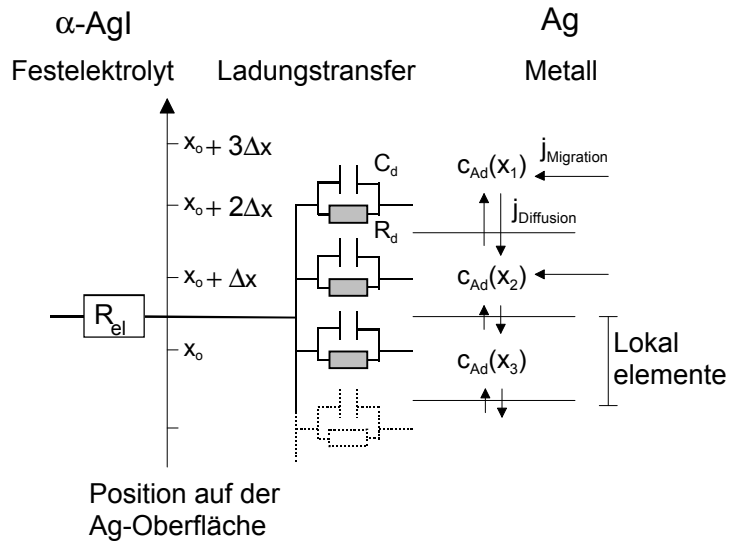 α-AgI
Ag
Festelektrolyt
Ladungstransfer
Metall
x₀ + 3Δx
x₀ + 2Δx
x₀ + Δx
x₀
R_el
C_d
R_d
c_Ad(x₁)
j_Migration
j_Diffusion
c_Ad(x₂)
c_Ad(x₃)
Lokal
elemente
Position auf der
Ag-Oberfläche